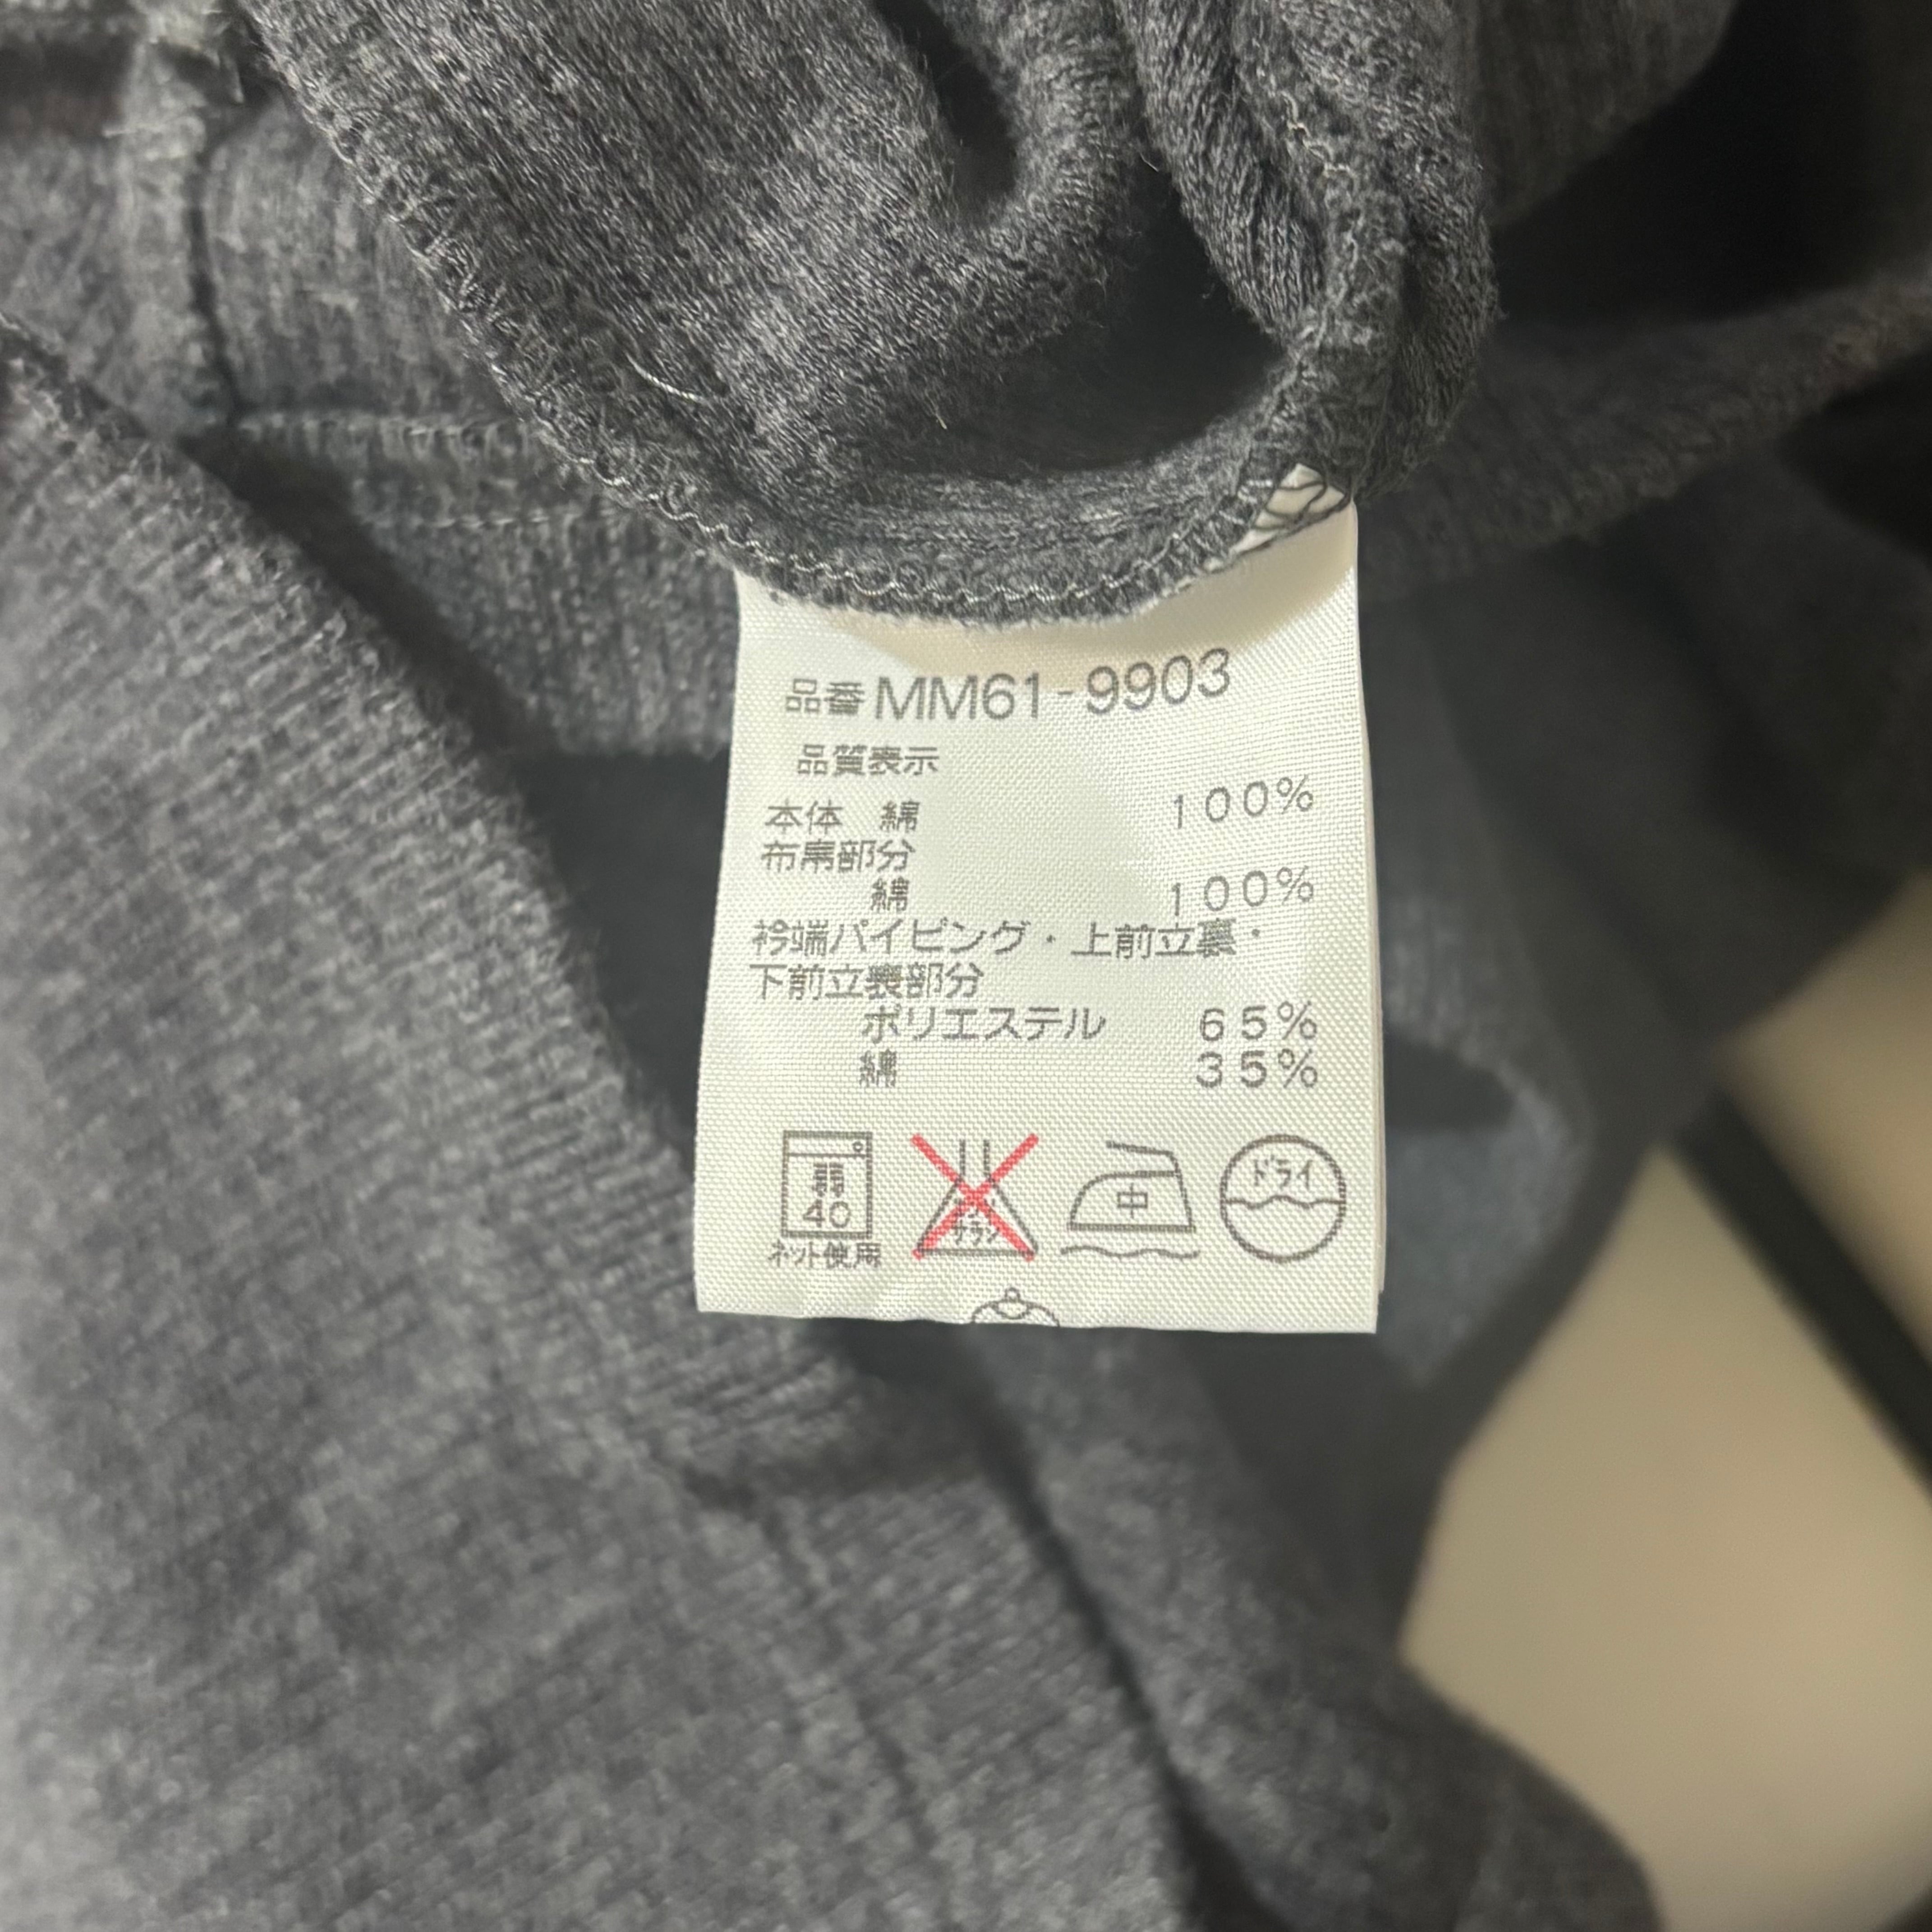 品番MM61-9903
品質表示
本体　綿　100%
布帛部分
綿　100%
衿端パイピング・上前立裏・
下前立裏部分
ポリエステル　65%
綿　35%
弱　中　ドライ
40　サラシ
ネット使用